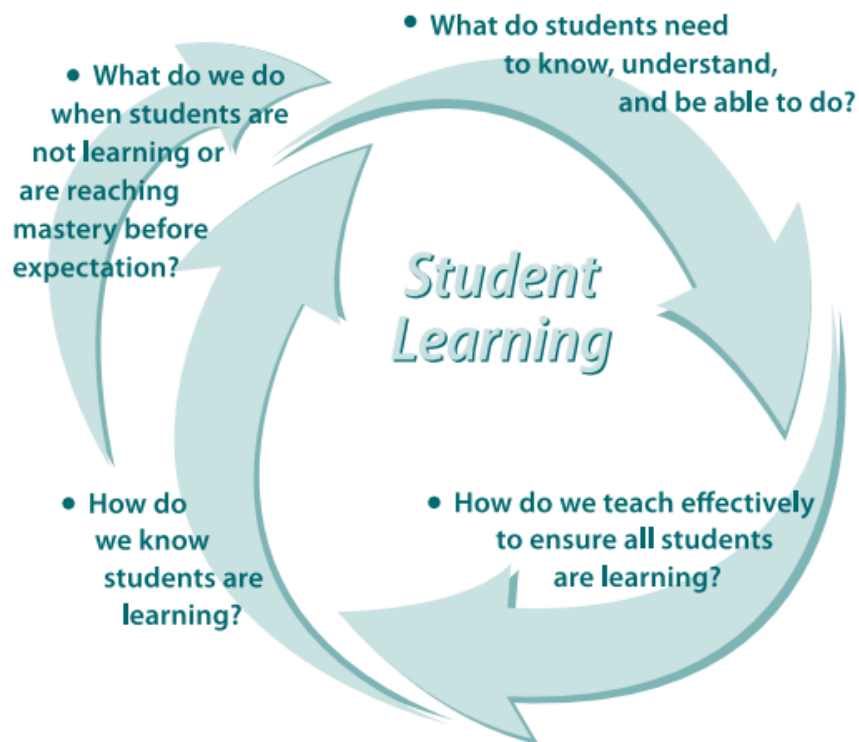 • What do students need
to know, understand,
and be able to do?
• How do we teach effectively
to ensure all students
are learning?
• How do
we know
students are
learning?
• What do we do
when students are
not learning or
are reaching
mastery before
expectation?
Student
Learning